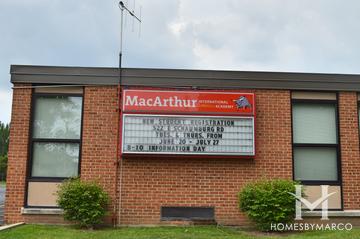 MacArthur INTERNATIONAL
ACADEMY
NEW STUDENT REGISTRATION
522 E SCHAUMBURG RD
TUES. & THURS. FROM
JUNE 20 - JULY 27
8-10 INFORMATION DAY
M
HOMESBYMARCO